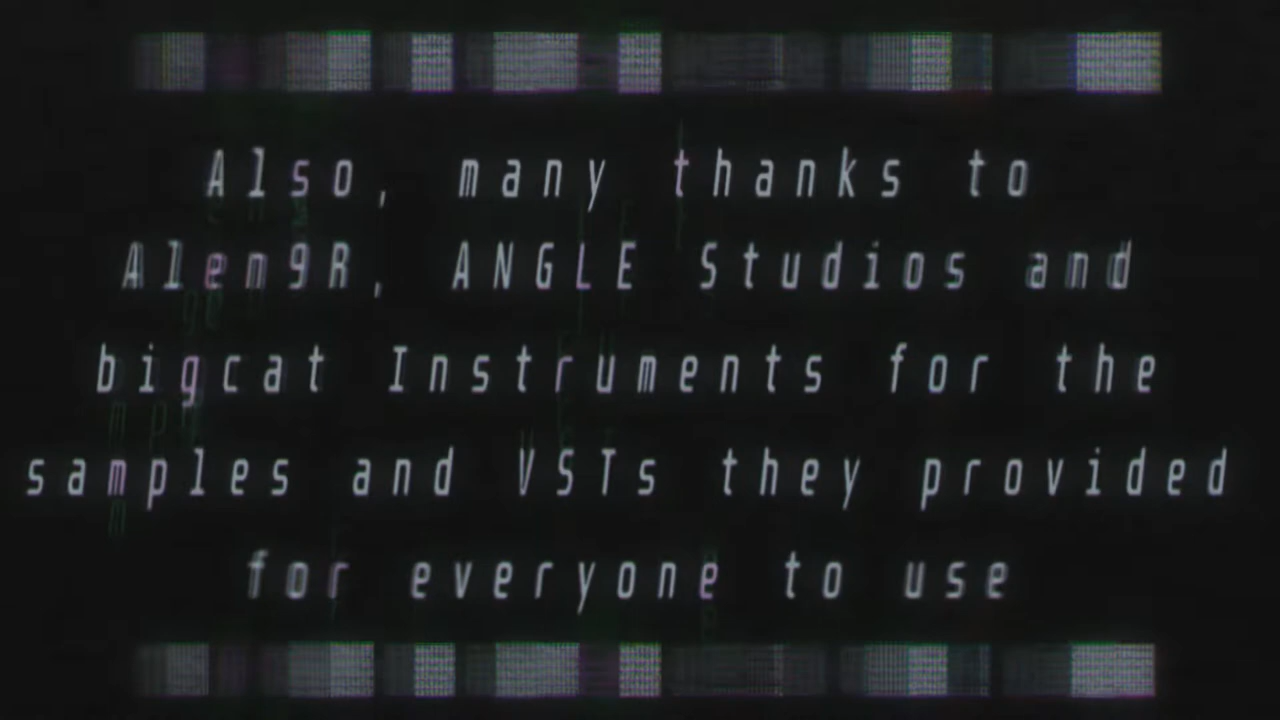 Also, many thanks to
Alen9R, ANGLE Studios and
bigcat Instruments for the
samples and VSTs they provided
for everyone to use